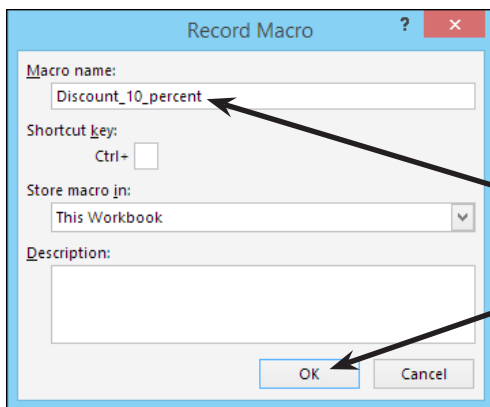 Record Macro ? ×
Macro name:
Discount_10_percent
Shortcut key:
Ctrl+
Store macro in:
This Workbook
Description:
OK Cancel